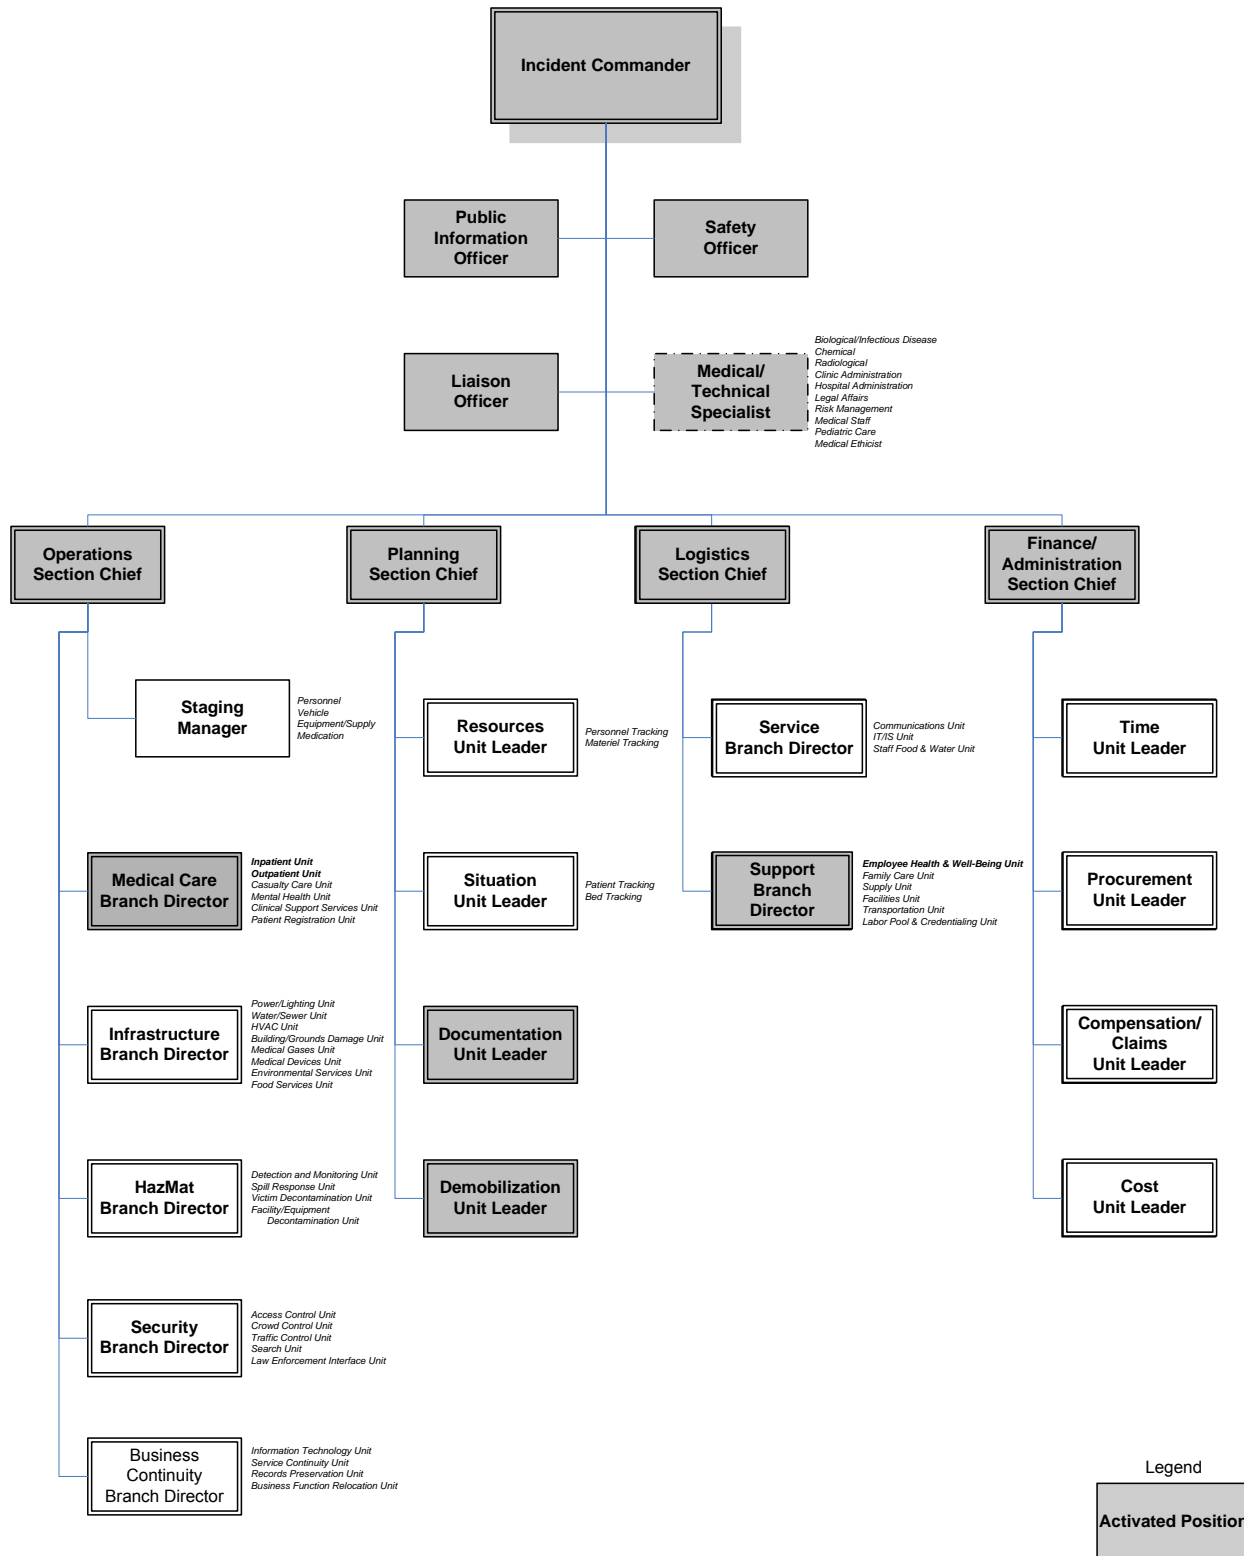 Incident Commander
Public
Information
Officer
Safety
Officer
Liaison
Officer
Medical/
Technical
Specialist
Biological/Infectious Disease
Chemical
Radiological
Clinic Administration
Hospital Administration
Legal Affairs
Risk Management
Medical Staff
Pediatric Care
Medical Ethicist
Operations
Section Chief
Planning
Section Chief
Logistics
Section Chief
Finance/
Administration
Section Chief
Staging
Manager
Personnel
Vehicle
Equipment/Supply
Medication
Resources
Unit Leader
Personnel Tracking
Materiel Tracking
Service
Branch Director
Communications Unit
IT/IS Unit
Staff Food & Water Unit
Time
Unit Leader
Medical Care
Branch Director
Inpatient Unit
Outpatient Unit
Casualty Care Unit
Mental Health Unit
Clinical Support Services Unit
Patient Registration Unit
Situation
Unit Leader
Patient Tracking
Bed Tracking
Support
Branch
Director
Employee Health & Well-Being Unit
Family Care Unit
Supply Unit
Facilities Unit
Transportation Unit
Labor Pool & Credentialing Unit
Procurement
Unit Leader
Infrastructure
Branch Director
Power/Lighting Unit
Water/Sewer Unit
HVAC Unit
Building/Grounds Damage Unit
Medical Gases Unit
Medical Devices Unit
Environmental Services Unit
Food Services Unit
Documentation
Unit Leader
Compensation/
Claims
Unit Leader
HazMat
Branch Director
Detection and Monitoring Unit
Spill Response Unit
Victim Decontamination Unit
Facility/Equipment
Decontamination Unit
Demobilization
Unit Leader
Cost
Unit Leader
Security
Branch Director
Access Control Unit
Crowd Control Unit
Traffic Control Unit
Search Unit
Law Enforcement Interface Unit
Business
Continuity
Branch Director
Information Technology Unit
Service Continuity Unit
Records Preservation Unit
Business Function Relocation Unit
Legend
Activated Position